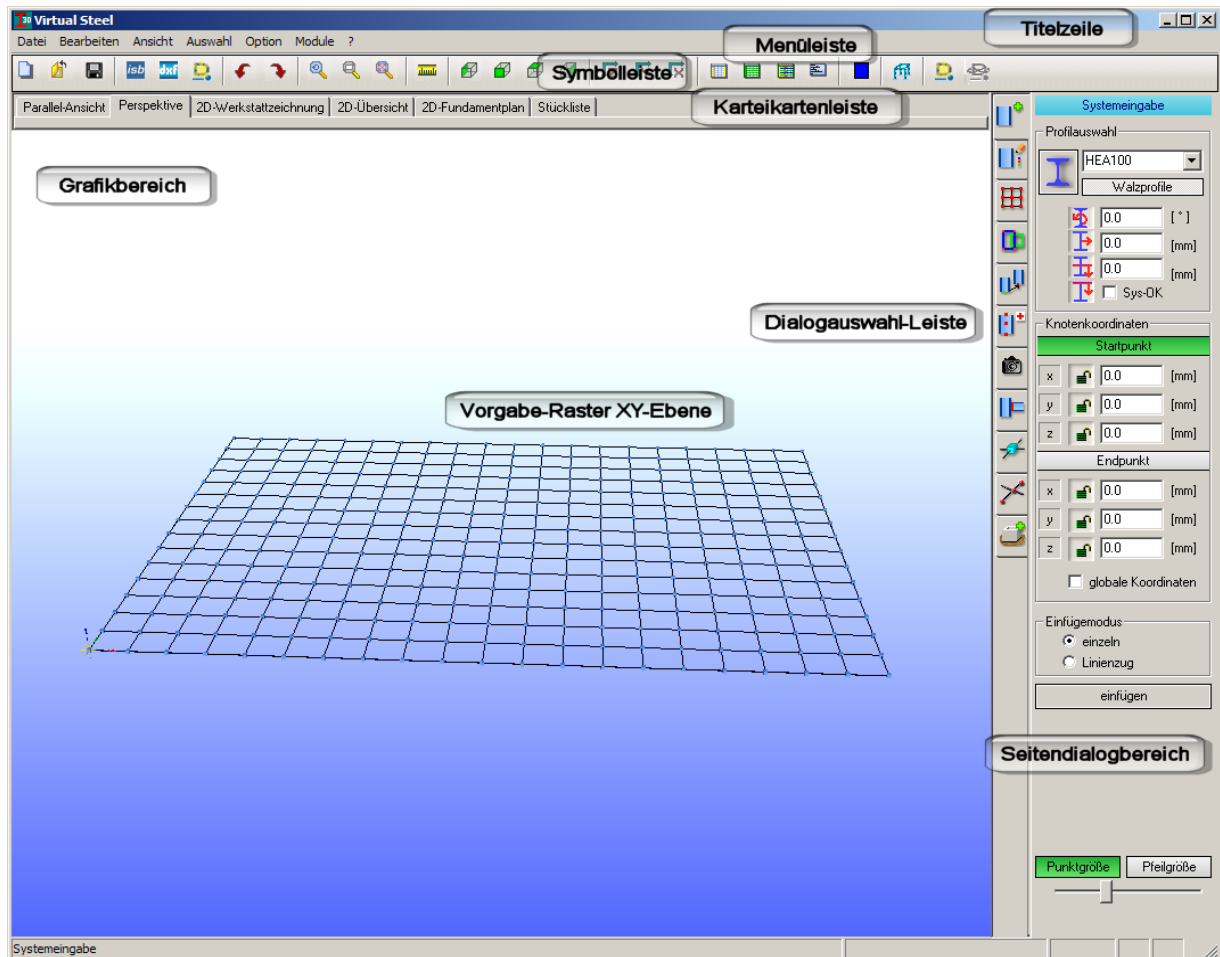 Virtual Steel
Titelzeile
Datei Bearbeiten Ansicht Auswahl Option Module ?
Menüleiste
isb dxf
Symbolleiste
Parallel-Ansicht Perspektive 2D-Werkstattzeichnung 2D-Übersicht 2D-Fundamentplan Stückliste
Karteikartenleiste
Grafikbereich
Dialogauswahl-Leiste
Vorgabe-Raster XY-Ebene
Systemeingabe
Profilauswahl
HEA100
Walzprofile
0.0 [°]
0.0 [mm]
0.0 [mm]
Sys-OK
Knotenkoordinaten
Startpunkt
x 0.0 [mm]
y 0.0 [mm]
z 0.0 [mm]
Endpunkt
x 0.0 [mm]
y 0.0 [mm]
z 0.0 [mm]
globale Koordinaten
Einfügemodus
einzeln
Linienzug
einfügen
Seitendialogbereich
Punktgröße Pfeilgröße
Systemeingabe